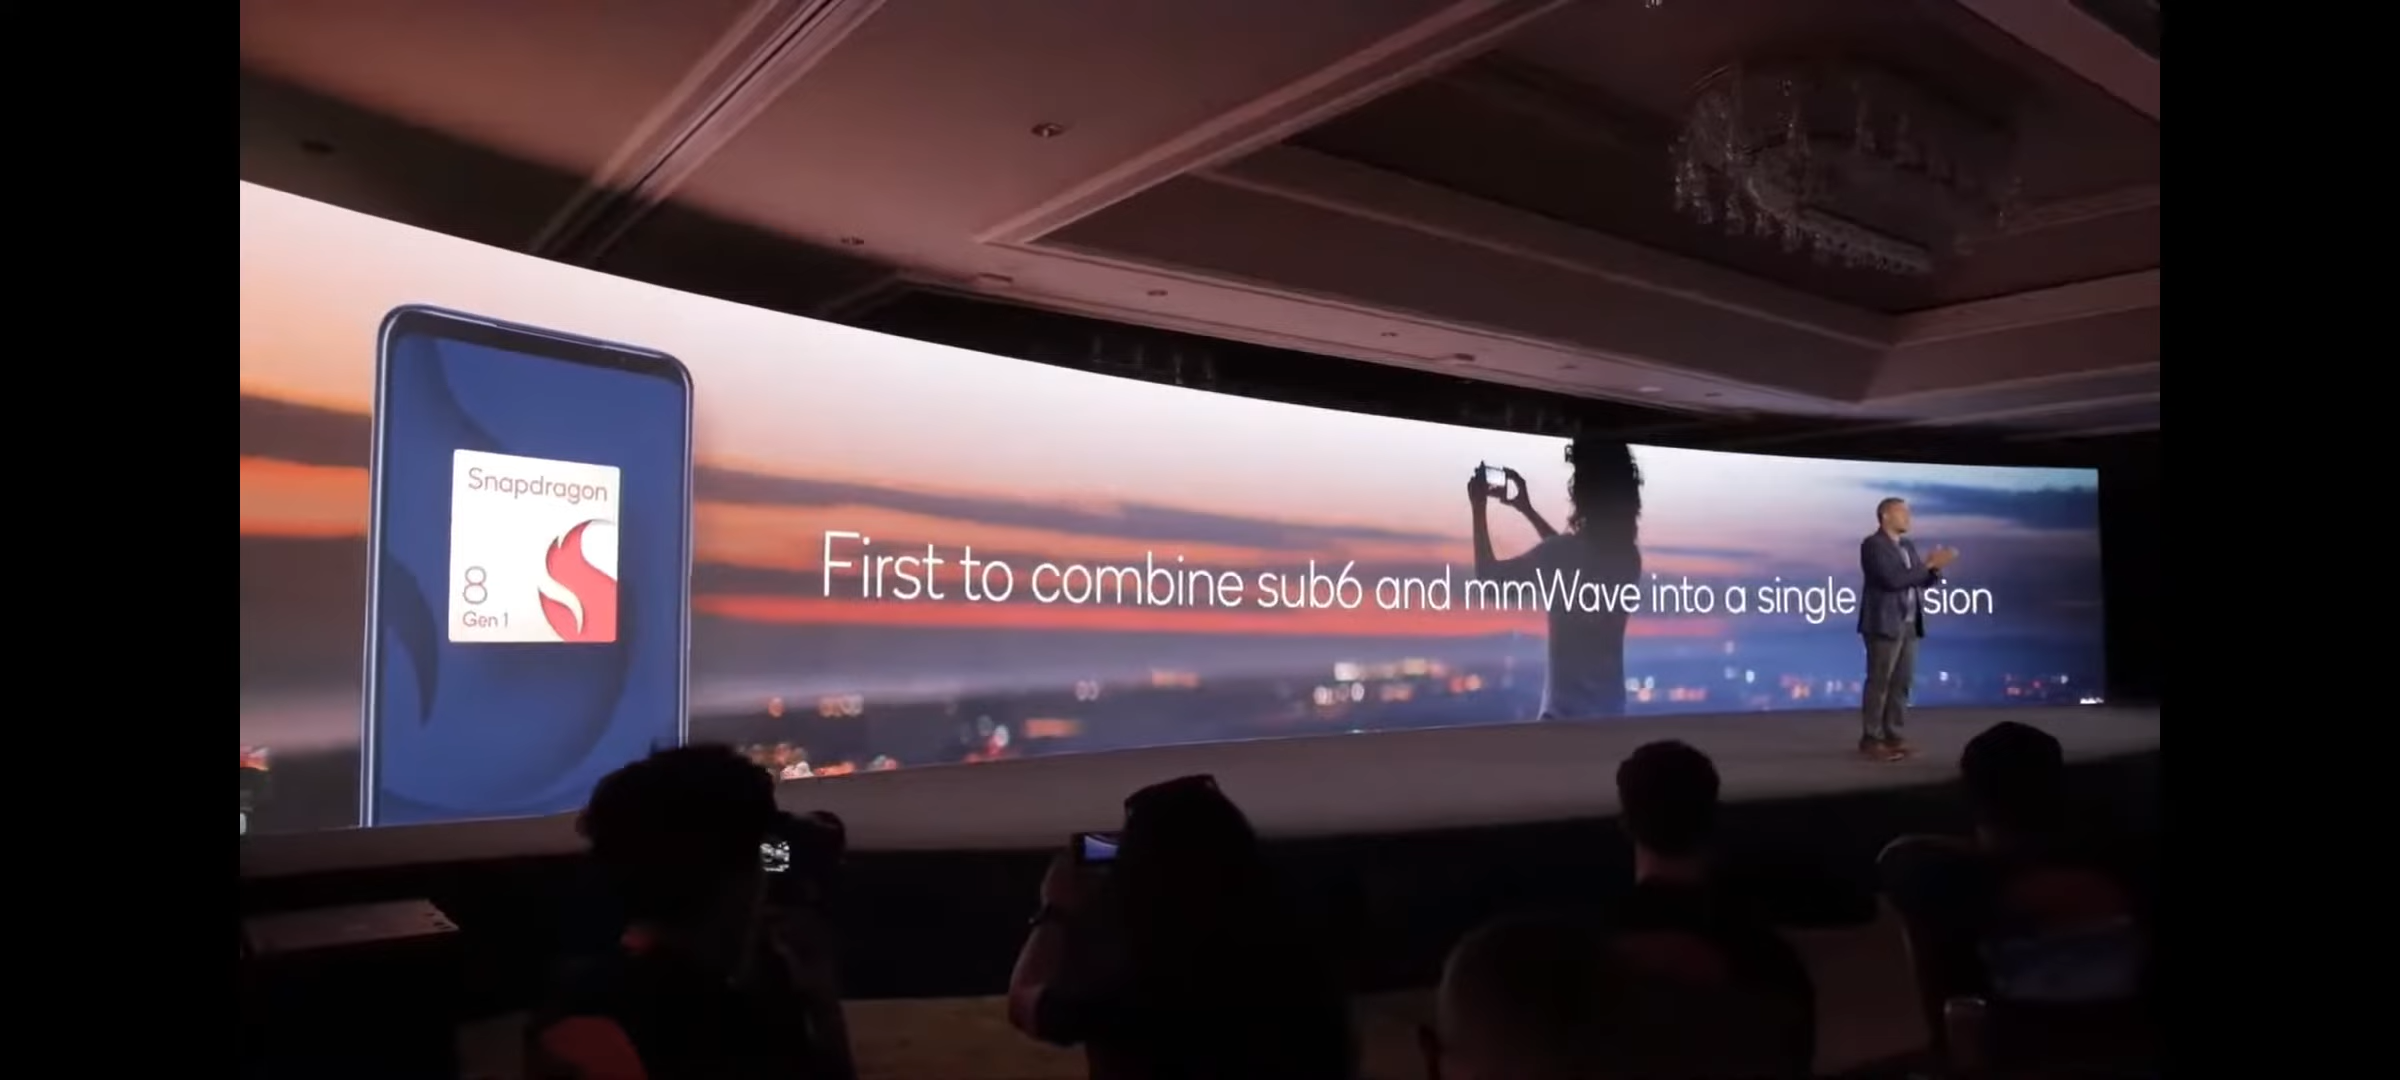 Snapdragon
8
Gen 1
First to combine sub6 and mmWave into a single sion